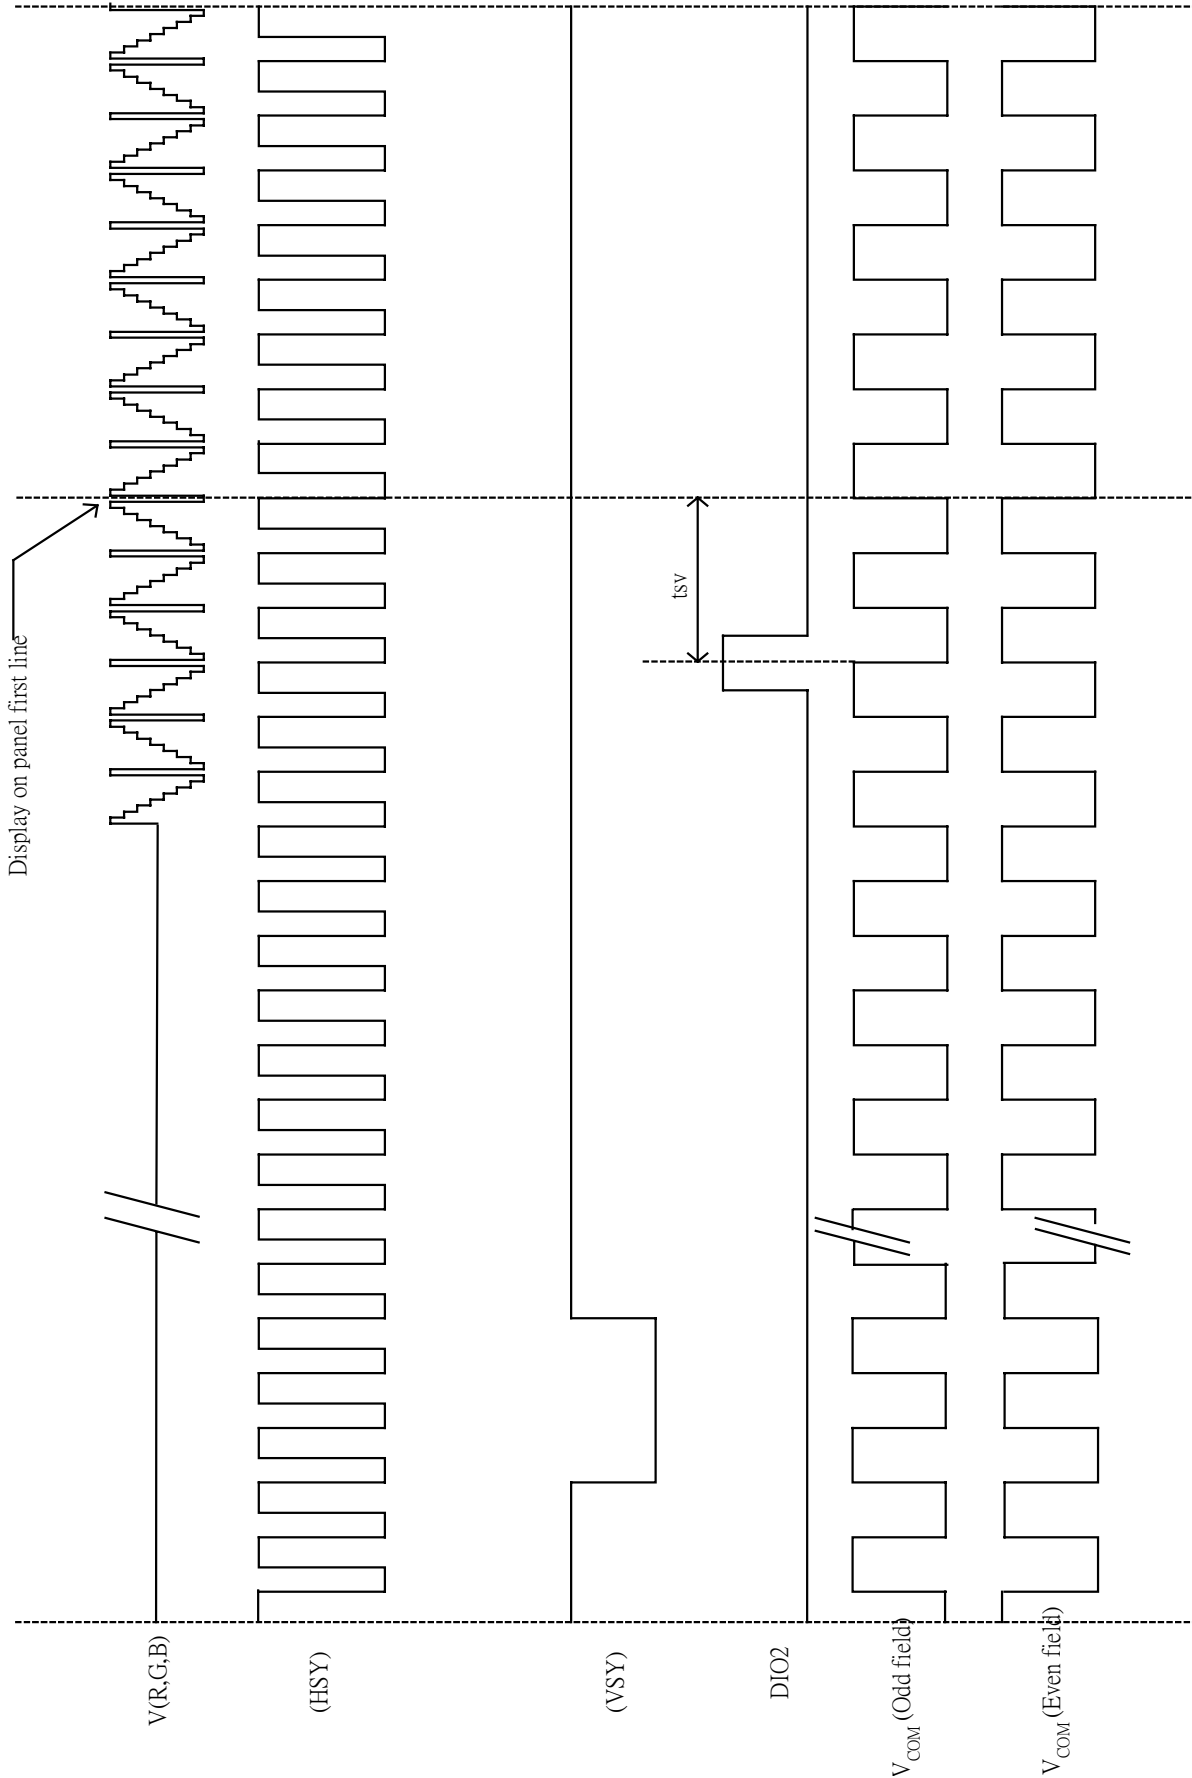 Display on panel first line
tsv
V(R,G,B)
(HSY)
(VSY)
DIO2
VCOM (Odd field)
VCOM (Even field)